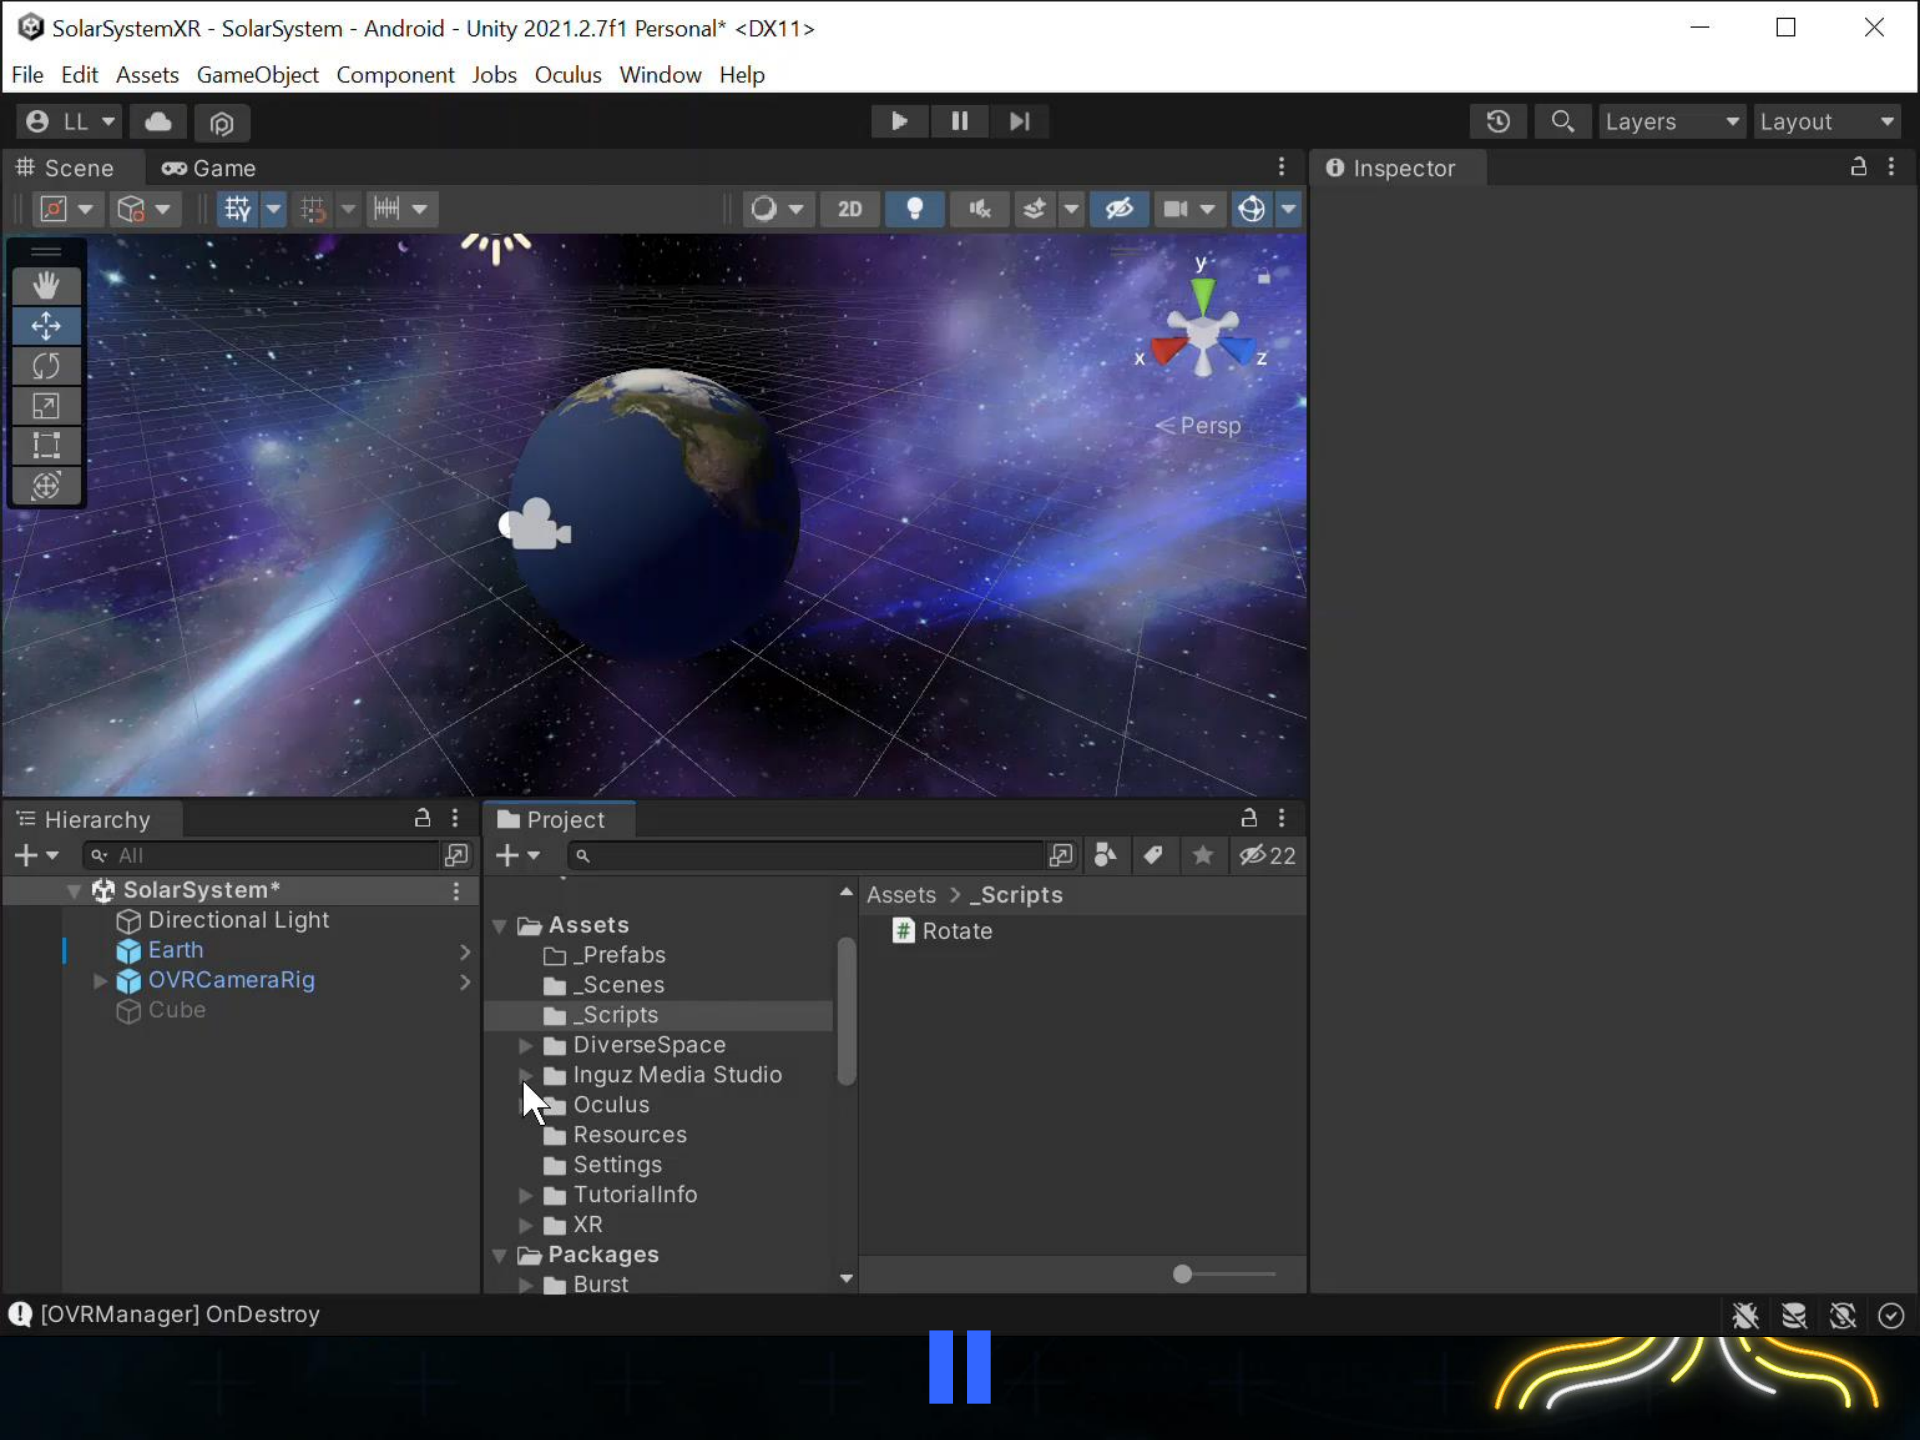 SolarSystemXR - SolarSystem - Android - Unity 2021.2.7f1 Personal* <DX11>
File Edit Assets GameObject Component Jobs Oculus Window Help
LL Layers Layout
Scene Game Inspector
2D
y
x z
Persp
Hierarchy Project
All 22
SolarSystem*
Directional Light
Earth
OVRCameraRig
Cube
Assets
_Prefabs
_Scenes
_Scripts
DiverseSpace
Inguz Media Studio
Oculus
Resources
Settings
TutorialInfo
XR
Packages
Burst
Assets > _Scripts
# Rotate
[OVRManager] OnDestroy